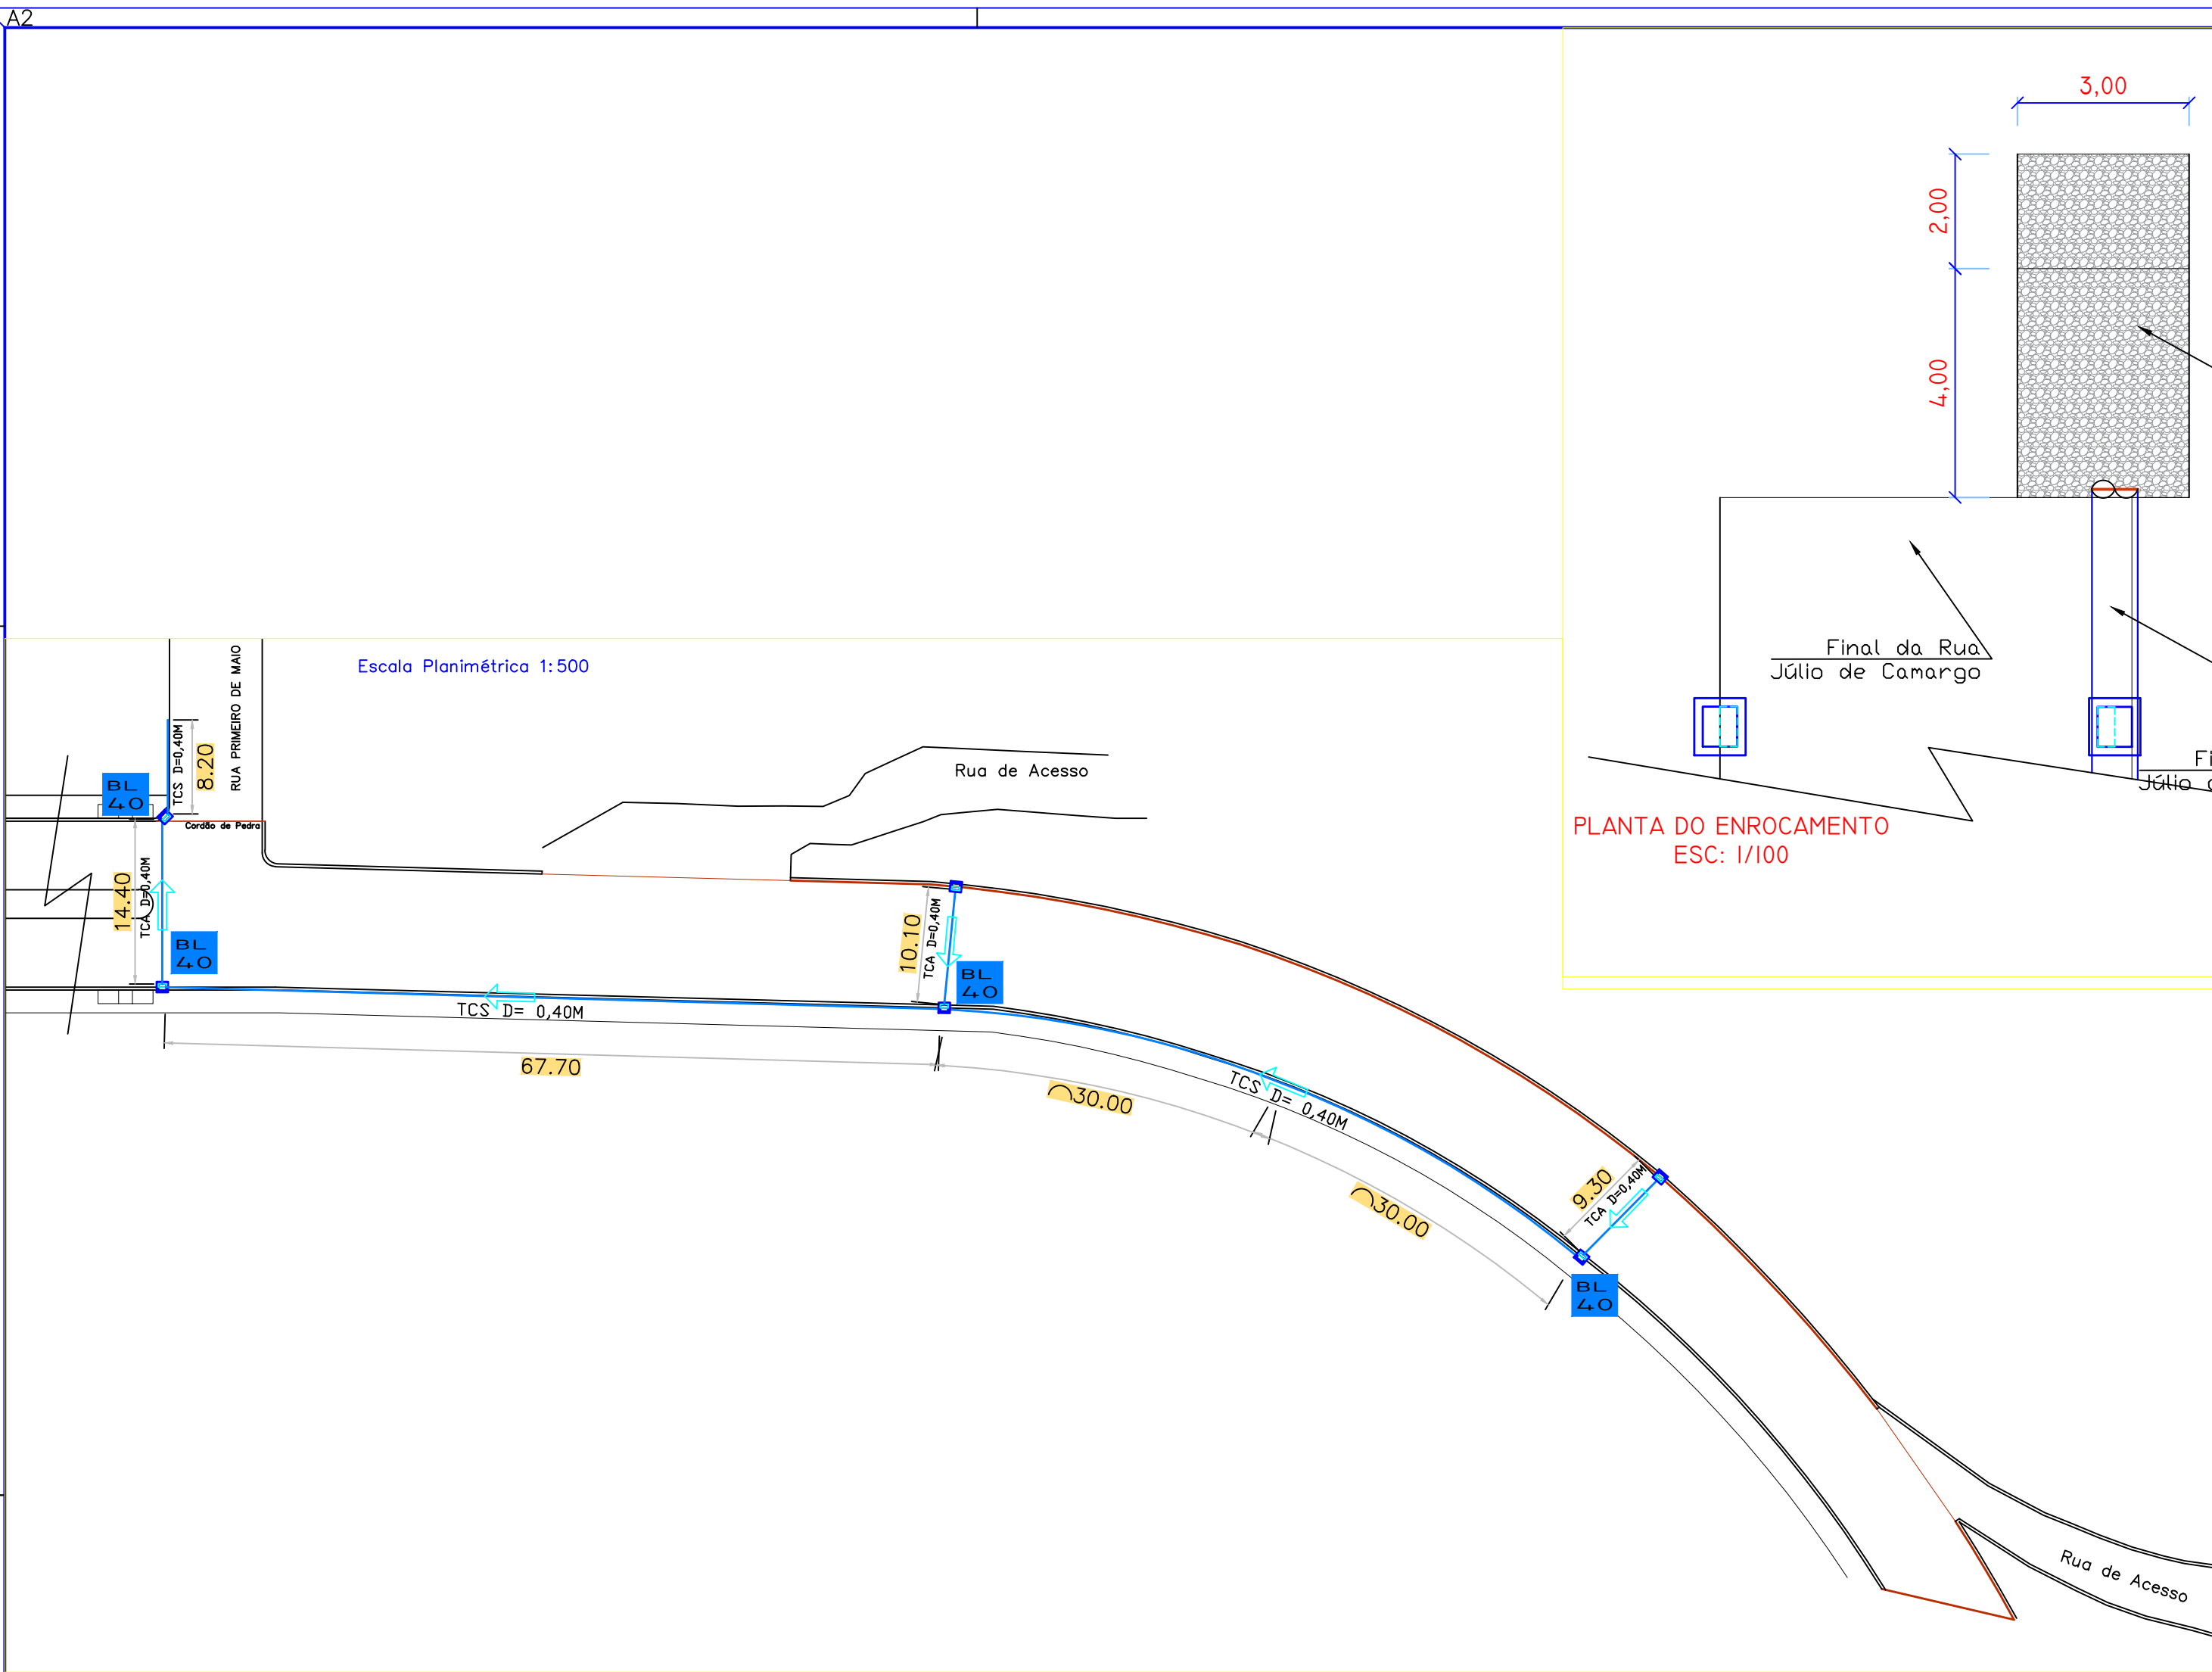 A2
3,00
2,00
4,00
Final da Rua
Júlio de Camargo
PLANTA DO ENROCAMENTO
ESC: 1/100
Escala Planimétrica 1:500
RUA PRIMEIRO DE MAIO
TCS D=0,40M
8.20
BL
40
Cordão de Pedra
14.40
TCA D=0,40M
BL
40
Rua de Acesso
10.10
TCA D=0,40M
BL
40
TCS D= 0,40M
67.70
30.00
TCS D= 0,40M
30.00
9.30
TCA D=0,40M
BL
40
Rua de Acesso